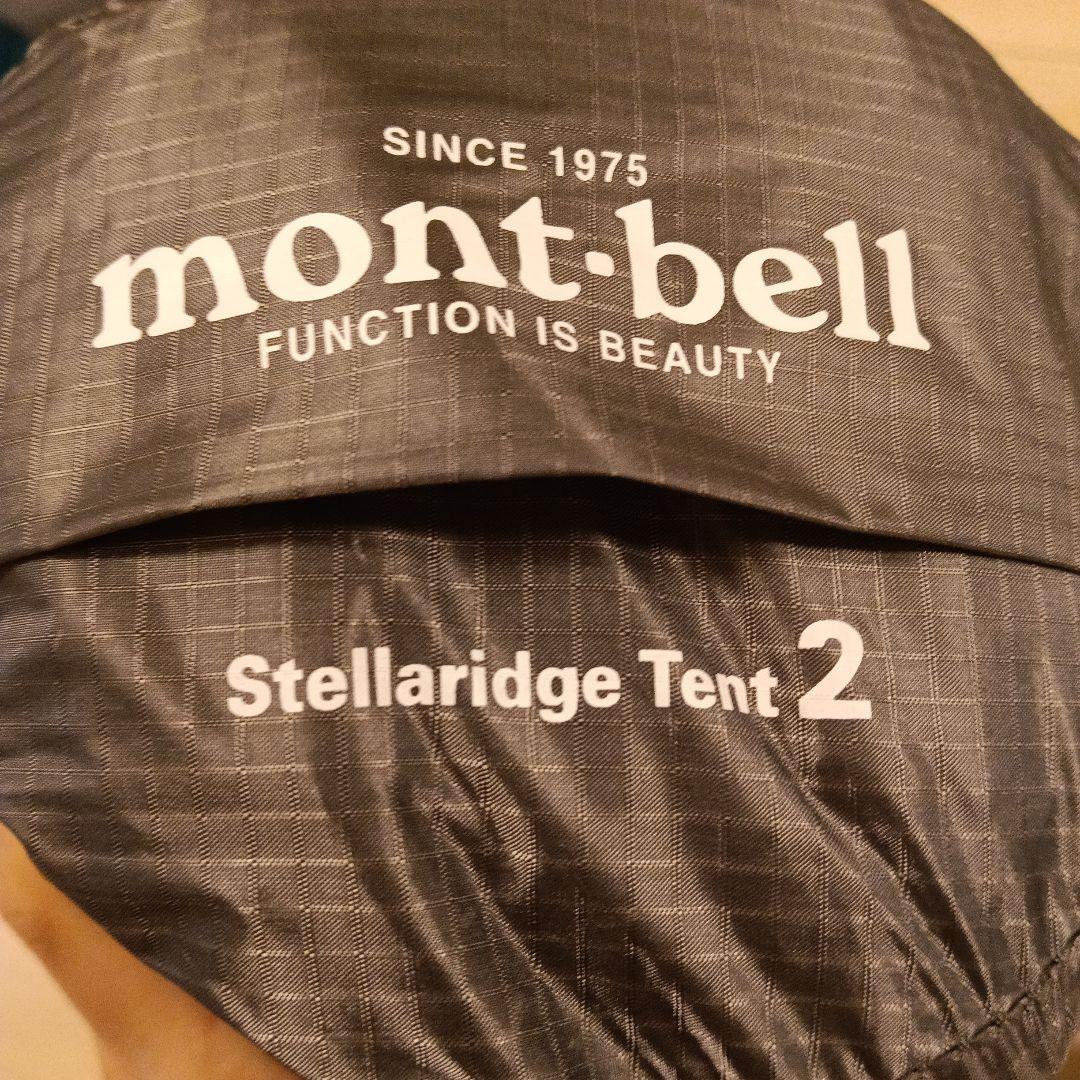 SINCE 1975
mont-bell
FUNCTION IS BEAUTY
Stellaridge Tent 2